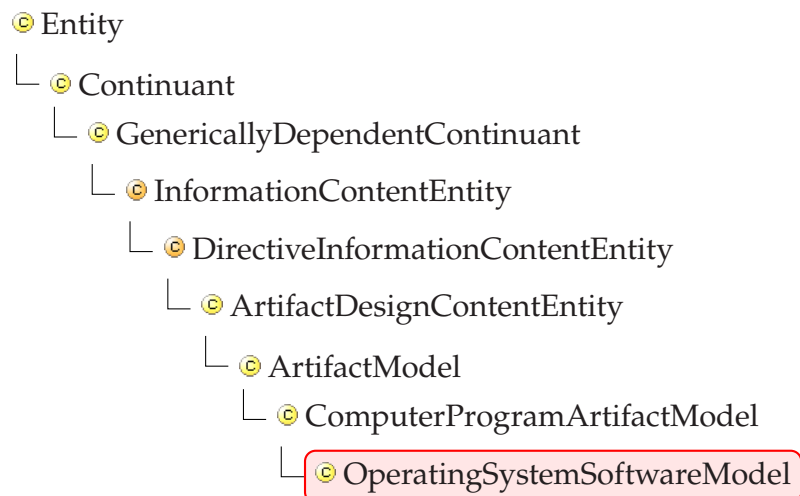 C Entity
C Continuant
C GenericallyDependentContinuant
C InformationContentEntity
C DirectiveInformationContentEntity
C ArtifactDesignContentEntity
C ArtifactModel
C ComputerProgramArtifactModel
C OperatingSystemSoftwareModel